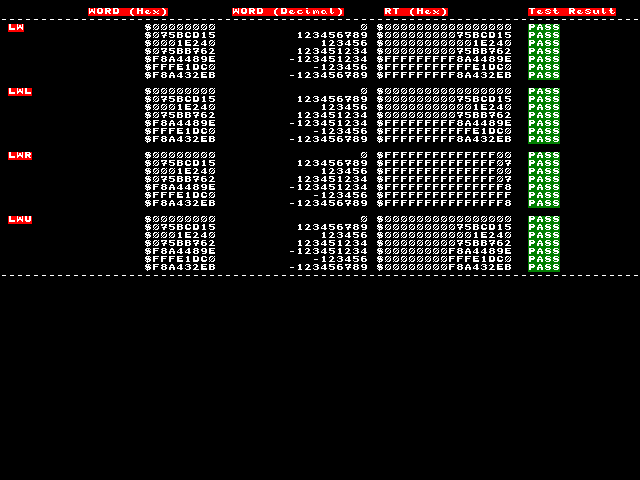 WORD (Hex) WORD (Decimal) RT (Hex) Test Result
--------------------------------------------------------------------------------
LW $00000000 0 $0000000000000000 PASS
$075BCD15 123456789 $00000000075BCD15 PASS
$0001E240 123456 $000000000001E240 PASS
$075BB762 123451234 $00000000075BB762 PASS
$F8A4489E -123451234 $FFFFFFFFF8A4489E PASS
$FFFE1DC0 -123456 $FFFFFFFFFFFE1DC0 PASS
$F8A432EB -123456789 $FFFFFFFFF8A432EB PASS
LWL $00000000 0 $0000000000000000 PASS
$075BCD15 123456789 $00000000075BCD15 PASS
$0001E240 123456 $000000000001E240 PASS
$075BB762 123451234 $00000000075BB762 PASS
$F8A4489E -123451234 $FFFFFFFFF8A4489E PASS
$FFFE1DC0 -123456 $FFFFFFFFFFFE1DC0 PASS
$F8A432EB -123456789 $FFFFFFFFF8A432EB PASS
LWR $00000000 0 $FFFFFFFFFFFFFF00 PASS
$075BCD15 123456789 $FFFFFFFFFFFFFF07 PASS
$0001E240 123456 $FFFFFFFFFFFFFF00 PASS
$075BB762 123451234 $FFFFFFFFFFFFFF07 PASS
$F8A4489E -123451234 $FFFFFFFFFFFFFFF8 PASS
$FFFE1DC0 -123456 $FFFFFFFFFFFFFFFF PASS
$F8A432EB -123456789 $FFFFFFFFFFFFFFF8 PASS
LWU $00000000 0 $0000000000000000 PASS
$075BCD15 123456789 $00000000075BCD15 PASS
$0001E240 123456 $000000000001E240 PASS
$075BB762 123451234 $00000000075BB762 PASS
$F8A4489E -123451234 $00000000F8A4489E PASS
$FFFE1DC0 -123456 $00000000FFFE1DC0 PASS
$F8A432EB -123456789 $00000000F8A432EB PASS
--------------------------------------------------------------------------------